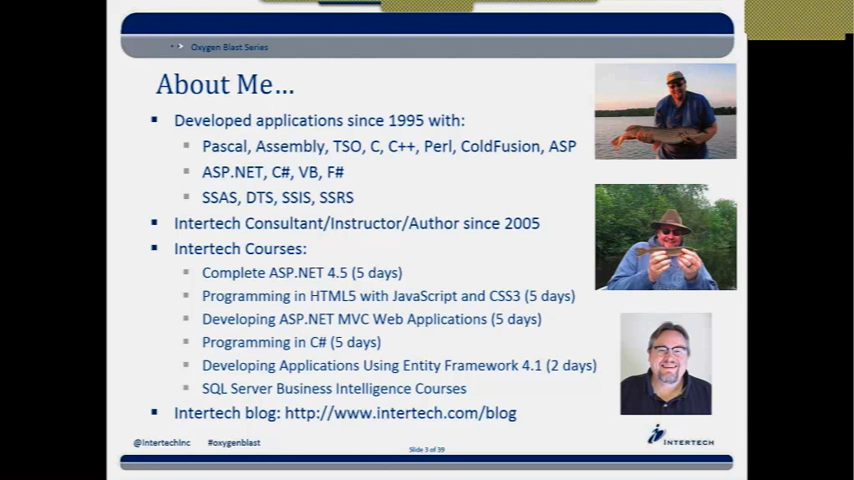 Oxygen Blast Series
About Me...
Developed applications since 1995 with:
Pascal, Assembly, TSO, C, C++, Perl, ColdFusion, ASP
ASP.NET, C#, VB, F#
SSAS, DTS, SSIS, SSRS
Intertech Consultant/Instructor/Author since 2005
Intertech Courses:
Complete ASP.NET 4.5 (5 days)
Programming in HTML5 with JavaScript and CSS3 (5 days)
Developing ASP.NET MVC Web Applications (5 days)
Programming in C# (5 days)
Developing Applications Using Entity Framework 4.1 (2 days)
SQL Server Business Intelligence Courses
Intertech blog: http://www.intertech.com/blog
@IntertechInc #oxygenblast
Slide 3 of 39
INTERTECH